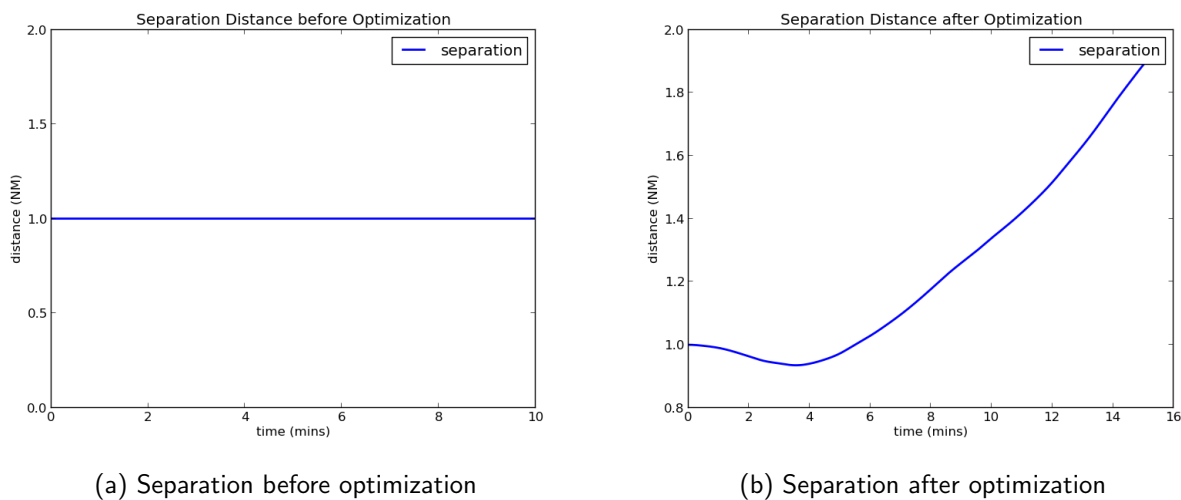 Separation Distance before Optimization
separation
2.0
1.5
1.0
0.5
0.0
distance (NM)
0 2 4 6 8 10
time (mins)
(a) Separation before optimization
Separation Distance after Optimization
separation
2.0
1.8
1.6
1.4
1.2
1.0
0.8
distance (NM)
0 2 4 6 8 10 12 14 16
time (mins)
(b) Separation after optimization